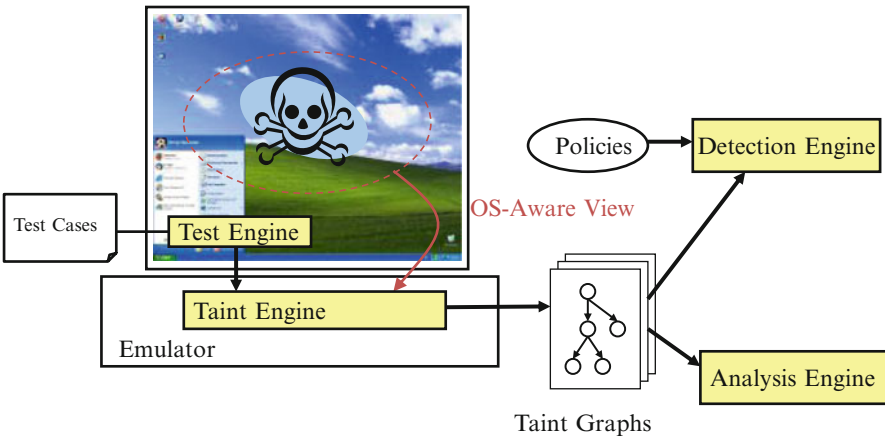 Policies
Detection Engine
OS-Aware View
Test Cases
Test Engine
Taint Engine
Emulator
Analysis Engine
Taint Graphs